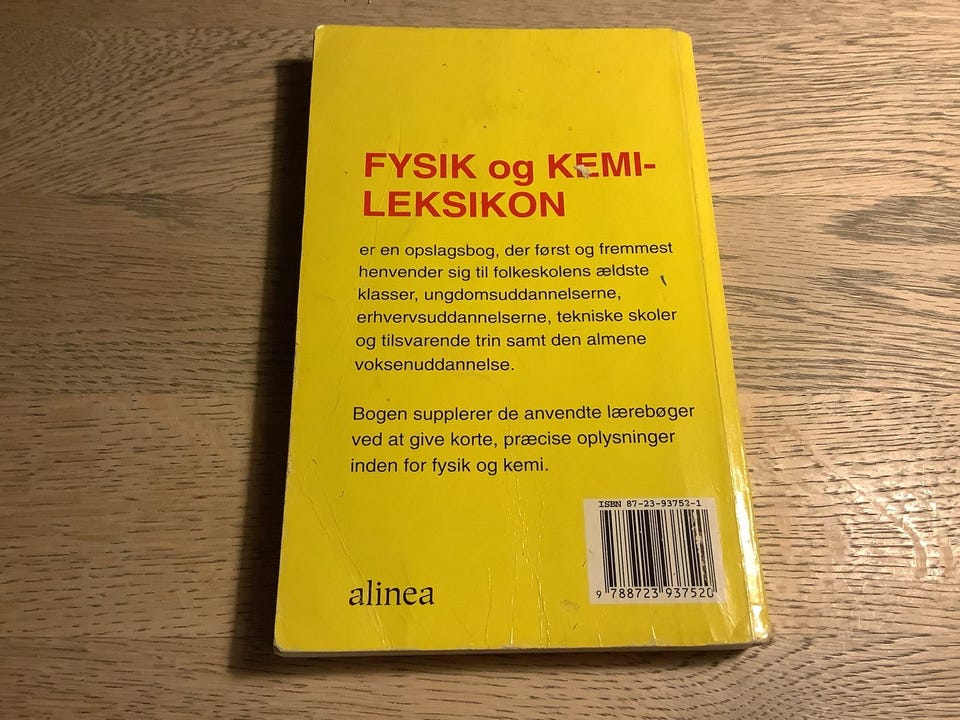 FYSIK og KEMI-
LEKSIKON
er en opslagsbog, der først og fremmest
henvender sig til folkeskolens ældste
klasser, ungdomsuddannelserne,
erhvervsuddannelserne, tekniske skoler
og tilsvarende trin samt den almene
voksenuddannelse.
Bogen supplerer de anvendte lærebøger
ved at give korte, præcise oplysninger
inden for fysik og kemi.
ISBN 87-23-93752-1
9 788723 937520
alinea